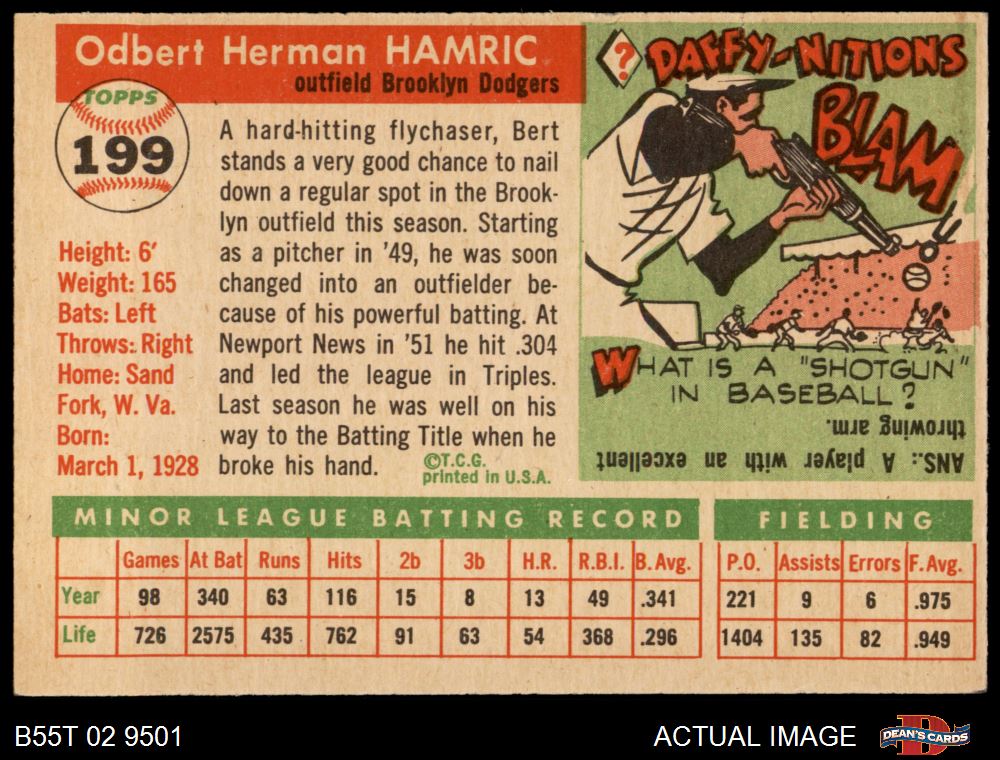 Odbert Herman HAMRIC
outfield Brooklyn Dodgers
TOPPS
199
Height: 6′
Weight: 165
Bats: Left
Throws: Right
Home: Sand
Fork, W. Va.
Born:
March 1, 1928
A hard-hitting flychaser, Bert
stands a very good chance to nail
down a regular spot in the Brook-
lyn outfield this season. Starting
as a pitcher in '49, he was soon
changed into an outfielder be-
cause of his powerful batting. At
Newport News in '51 he hit .304
and led the league in Triples.
Last season he was well on his
way to the Batting Title when he
broke his hand.
©T.C.G.
printed in U.S.A.
? DAFFY-NITIONS
BLAM
WHAT IS A "SHOTGUN"
IN BASEBALL?
ANS.: A player with an excellent
throwing arm.
MINOR LEAGUE BATTING RECORD
Games At Bat Runs Hits 2b 3b H.R. R.B.I. B. Avg.
Year 98 340 63 116 15 8 13 49 .341
Life 726 2575 435 762 91 63 54 368 .296
FIELDING
P.O. Assists Errors F. Avg.
221 9 6 .975
1404 135 82 .949
B55T 02 9501
ACTUAL IMAGE
D
DEAN'S CARDS